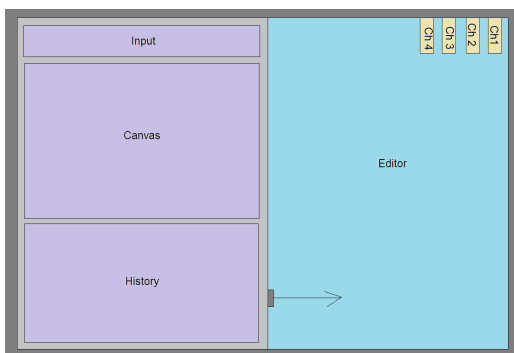 Input
Canvas
History
Editor
Ch 4
Ch 3
Ch 2
Ch1